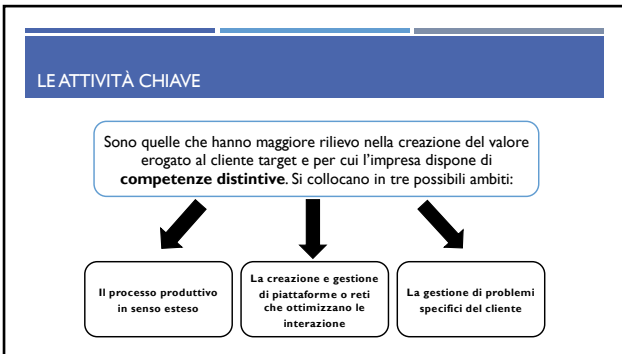 LE ATTIVITÀ CHIAVE
Sono quelle che hanno maggiore rilievo nella creazione del valore
erogato al cliente target e per cui l'impresa dispone di
competenze distintive. Si collocano in tre possibili ambiti:
Il processo produttivo
in senso esteso
La creazione e gestione
di piattaforme o reti
che ottimizzano le
interazione
La gestione di problemi
specifici del cliente